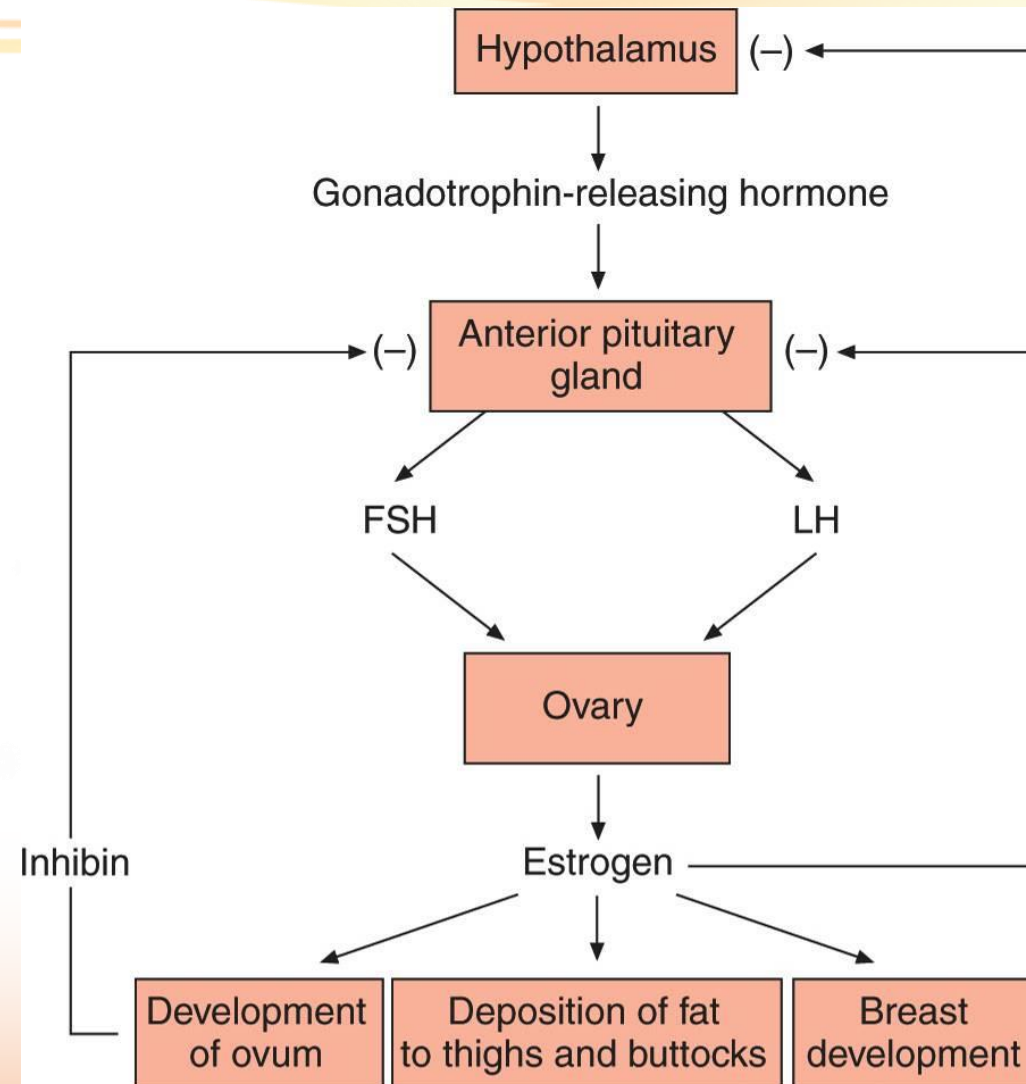 Hypothalamus (–)
Gonadotrophin-releasing hormone
(–) Anterior pituitary (–)
gland
FSH LH
Ovary
Inhibin Estrogen
Development Deposition of fat Breast
of ovum to thighs and buttocks development